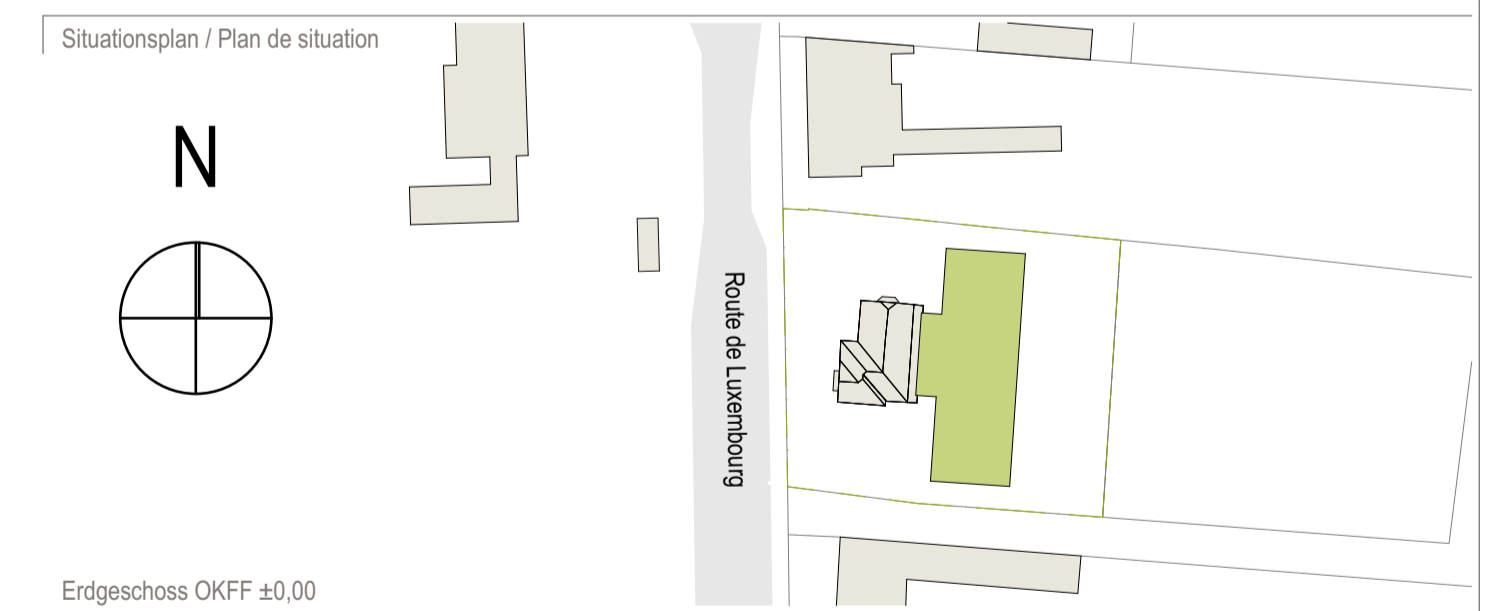 Situationsplan / Plan de situation
N
Route de Luxembourg
Erdgeschoss OKFF ±0,00